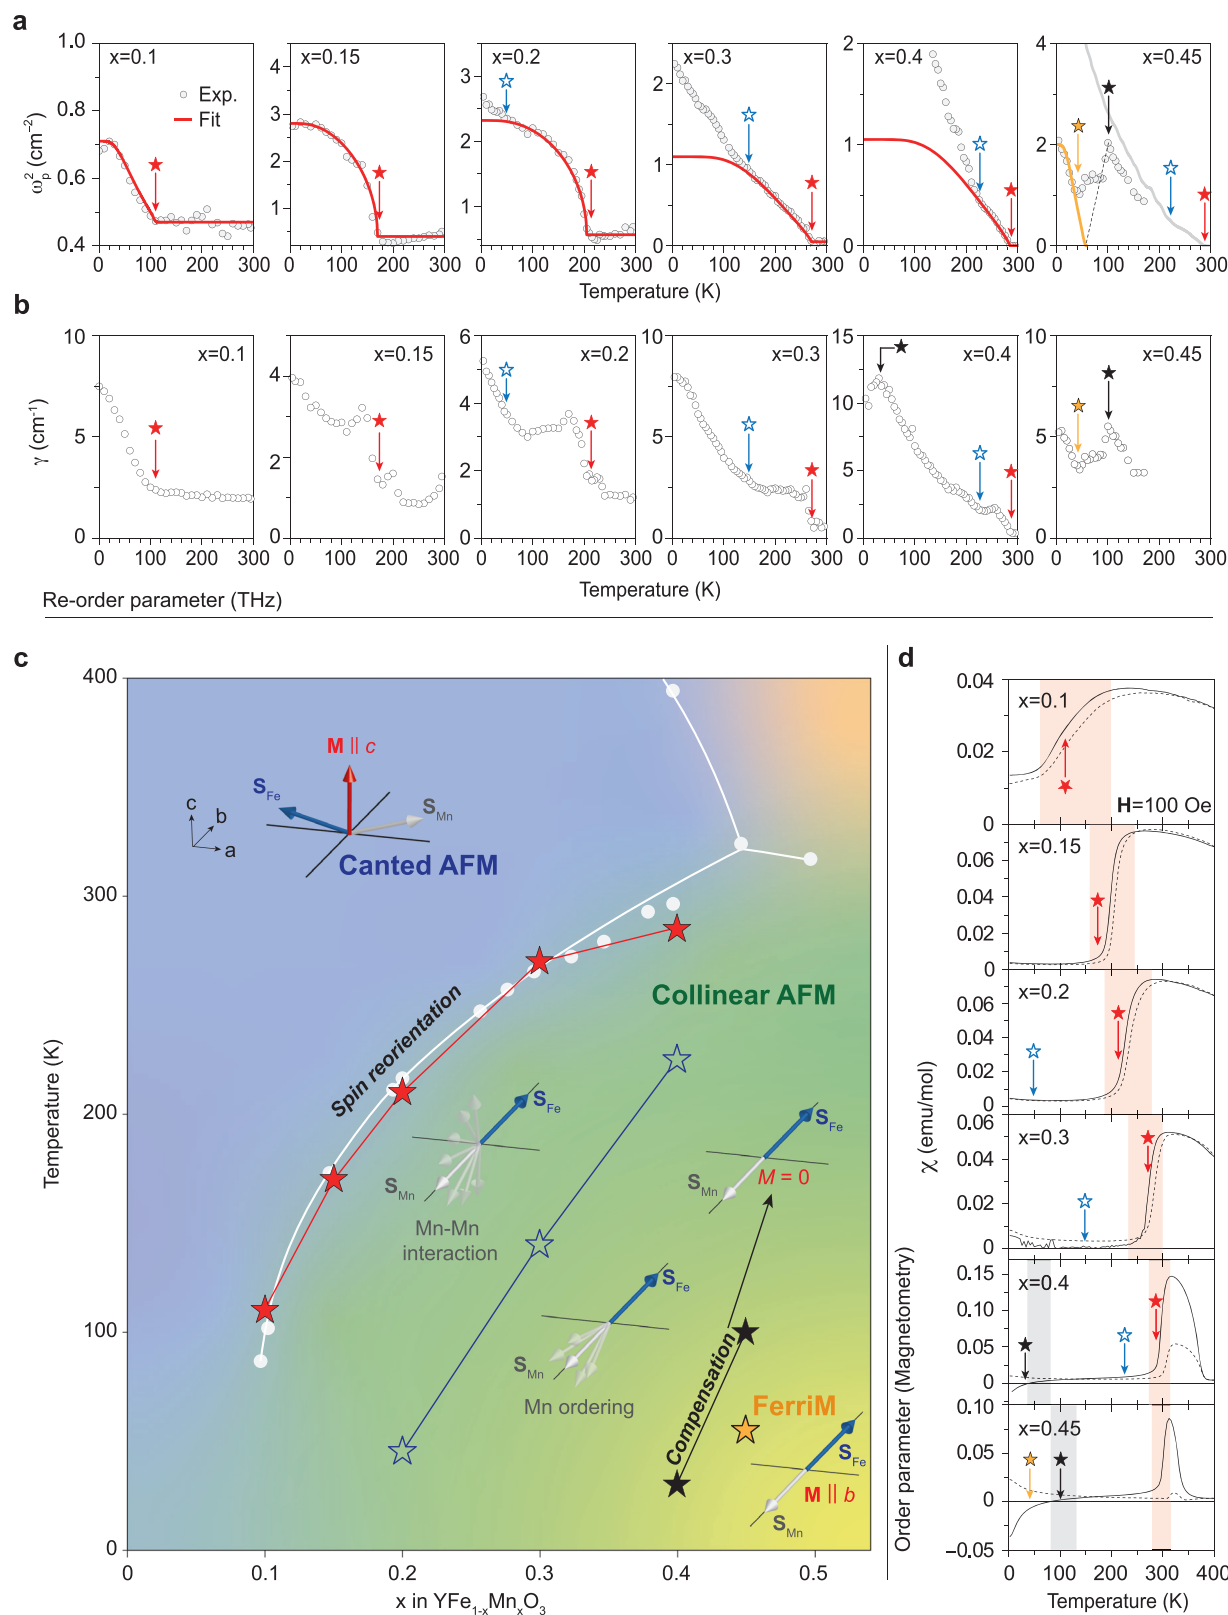 a
x=0.1
x=0.15
x=0.2
x=0.3
x=0.4
x=0.45
Exp.
Fit
ωp² (cm⁻²)
1.0
0.8
0.6
0.4
4
3
2
1
5
4
3
2
1
2
1
0
2
1
0
4
2
0
0 100 200 300
0 100 200 300
0 100 200 300
0 100 200 300
0 100 200 300
0 100 200 300
Temperature (K)
b
x=0.1
x=0.15
x=0.2
x=0.3
x=0.4
x=0.45
γ (cm⁻¹)
10
5
0
4
2
0
6
4
2
0
10
5
0
15
10
5
0
10
5
0
0 100 200 300
0 100 200 300
0 100 200 300
0 100 200 300
0 100 200 300
0 100 200 300
Temperature (K)
Re-order parameter (THz)
c
Temperature (K)
400
300
200
100
0
M || c
SFe
SMn
c
b
a
Canted AFM
Spin reorientation
Collinear AFM
SFe
SMn
Mn-Mn
interaction
SFe
SMn
M = 0
SFe
SMn
Mn ordering
Compensation
FerriM
SFe
M || b
SMn
0 0.1 0.2 0.3 0.4 0.5
x in YFe1-xMnxO3
d
Order parameter (Magnetometry)
χ (emu/mol)
x=0.1
H=100 Oe
0.04
0.02
0
x=0.15
0.06
0.04
0.02
0
x=0.2
0.06
0.04
0.02
0
x=0.3
0.06
0.04
0.02
0
x=0.4
0.15
0.10
0.05
0
x=0.45
0.10
0.05
0
−0.05
0 100 200 300 400
Temperature (K)